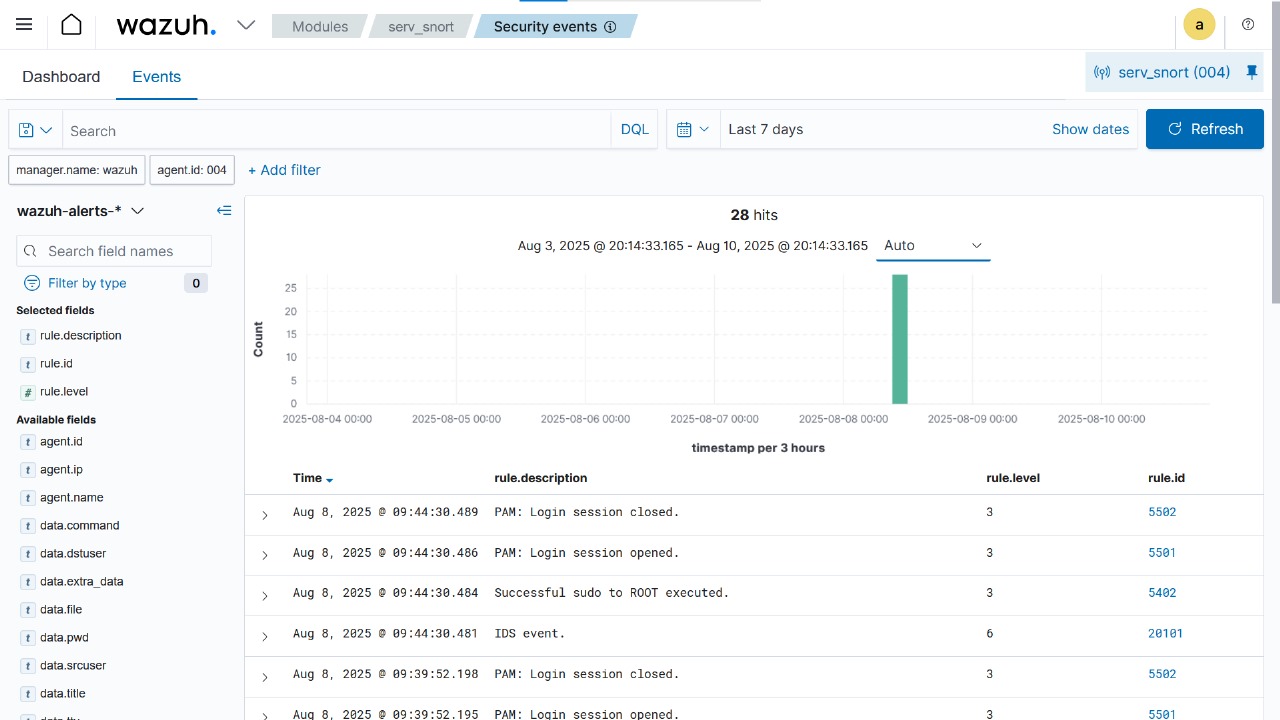 wazuh.
Modules
serv_snort
Security events
a
Dashboard
Events
serv_snort (004)
Search
DQL
Last 7 days
Show dates
Refresh
manager.name: wazuh
agent.id: 004
+ Add filter
wazuh-alerts-*
Search field names
Filter by type
0
Selected fields
t rule.description
t rule.id
# rule.level
Available fields
t agent.id
t agent.ip
t agent.name
t data.command
t data.dstuser
t data.extra_data
t data.file
t data.pwd
t data.srcuser
t data.title
28 hits
Aug 3, 2025 @ 20:14:33.165 - Aug 10, 2025 @ 20:14:33.165
Auto
Count
25
20
15
10
5
0
2025-08-04 00:00
2025-08-05 00:00
2025-08-06 00:00
2025-08-07 00:00
2025-08-08 00:00
2025-08-09 00:00
2025-08-10 00:00
timestamp per 3 hours
Time rule.description rule.level rule.id
Aug 8, 2025 @ 09:44:30.489 PAM: Login session closed. 3 5502
Aug 8, 2025 @ 09:44:30.486 PAM: Login session opened. 3 5501
Aug 8, 2025 @ 09:44:30.484 Successful sudo to ROOT executed. 3 5402
Aug 8, 2025 @ 09:44:30.481 IDS event. 6 20101
Aug 8, 2025 @ 09:39:52.198 PAM: Login session closed. 3 5502
Aug 8, 2025 @ 09:39:52.195 PAM: Login session opened. 3 5501